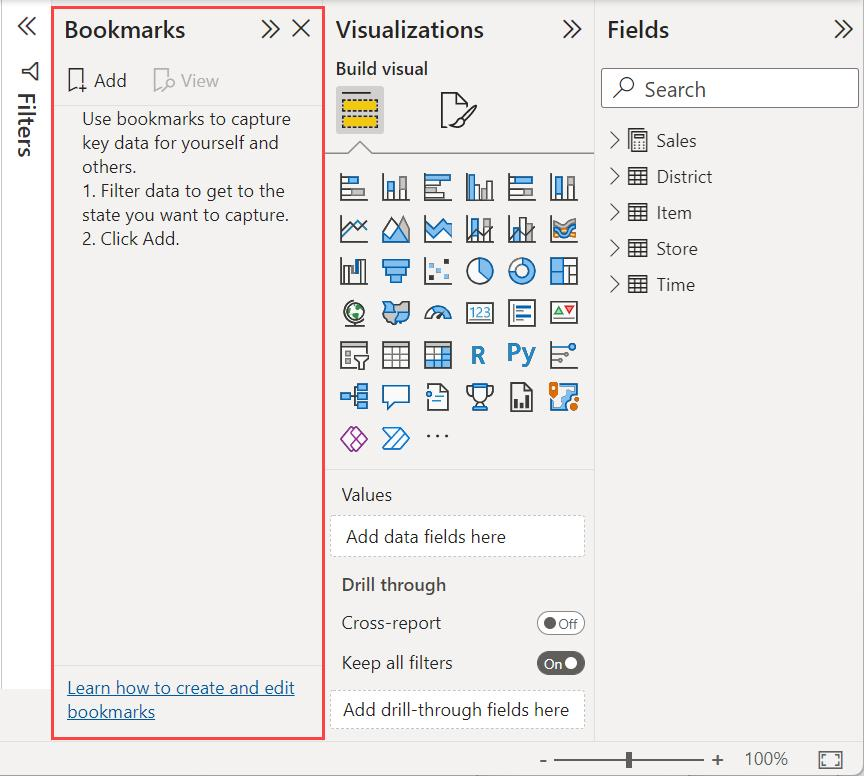 Filters
Bookmarks
Add
View
Use bookmarks to capture
key data for yourself and
others.
1. Filter data to get to the
state you want to capture.
2. Click Add.
Learn how to create and edit
bookmarks
Visualizations
Build visual
123
R
Py
Values
Add data fields here
Drill through
Cross-report
Off
Keep all filters
On
Add drill-through fields here
Fields
Search
Sales
District
Item
Store
Time
- + 100%